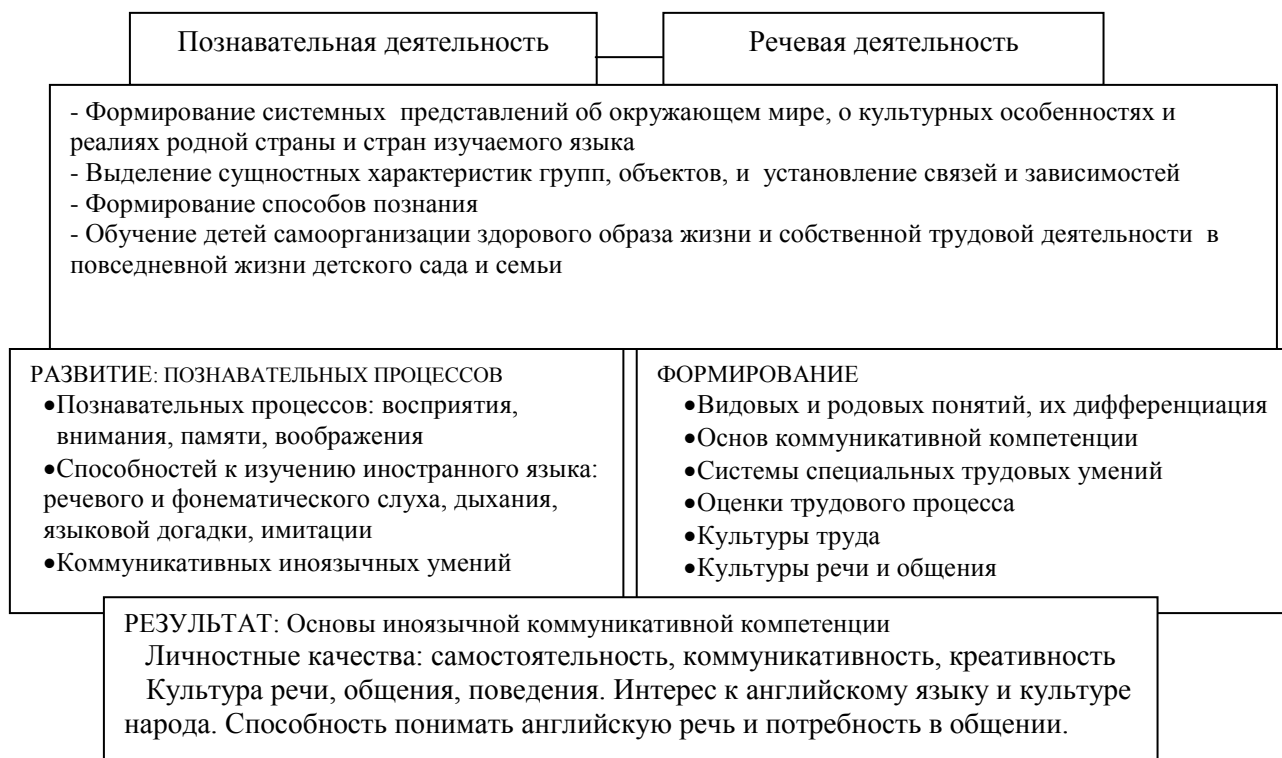 Познавательная деятельность
Речевая деятельность
- Формирование системных представлений об окружающем мире, о культурных особенностях и
реалиях родной страны и стран изучаемого языка
- Выделение сущностных характеристик групп, объектов, и установление связей и зависимостей
- Формирование способов познания
- Обучение детей самоорганизации здорового образа жизни и собственной трудовой деятельности в
повседневной жизни детского сада и семьи
РАЗВИТИЕ: ПОЗНАВАТЕЛЬНЫХ ПРОЦЕССОВ
•Познавательных процессов: восприятия,
внимания, памяти, воображения
•Способностей к изучению иностранного языка:
речевого и фонематического слуха, дыхания,
языковой догадки, имитации
•Коммуникативных иноязычных умений
ФОРМИРОВАНИЕ
•Видовых и родовых понятий, их дифференциация
•Основ коммуникативной компетенции
•Системы специальных трудовых умений
•Оценки трудового процесса
•Культуры труда
•Культуры речи и общения
РЕЗУЛЬТАТ: Основы иноязычной коммуникативной компетенции
Личностные качества: самостоятельность, коммуникативность, креативность
Культура речи, общения, поведения. Интерес к английскому языку и культуре
народа. Способность понимать английскую речь и потребность в общении.